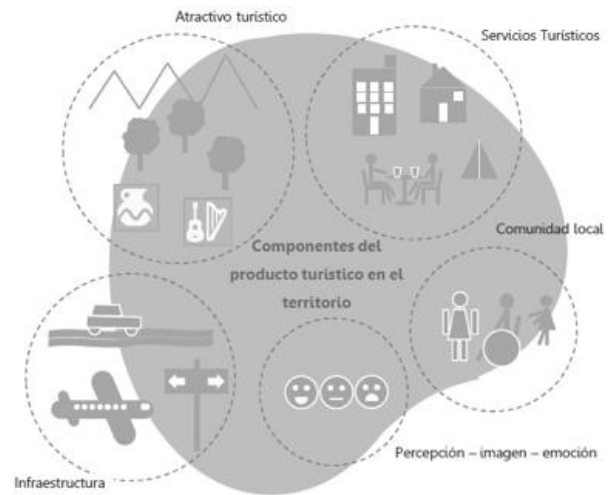 Atractivo turístico
Servicios Turísticos
Comunidad local
Componentes del
producto turístico en el
territorio
Percepción – imagen – emoción
Infraestructura